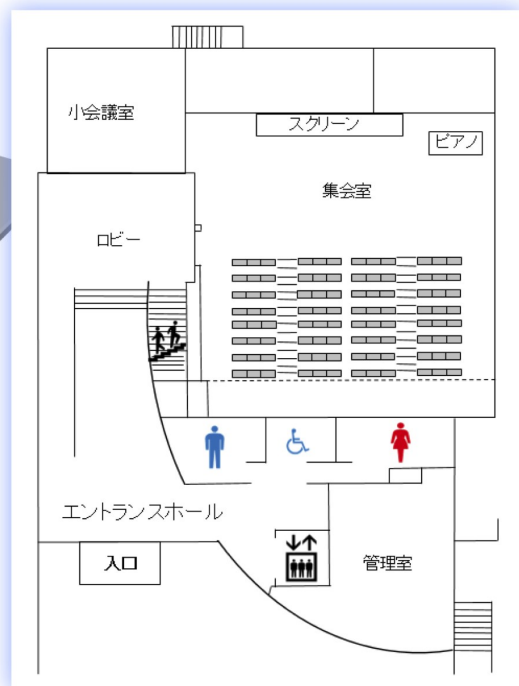 小会議室
スクリーン
ピアノ
集会室
ロビー
エントランスホール
入口
管理室